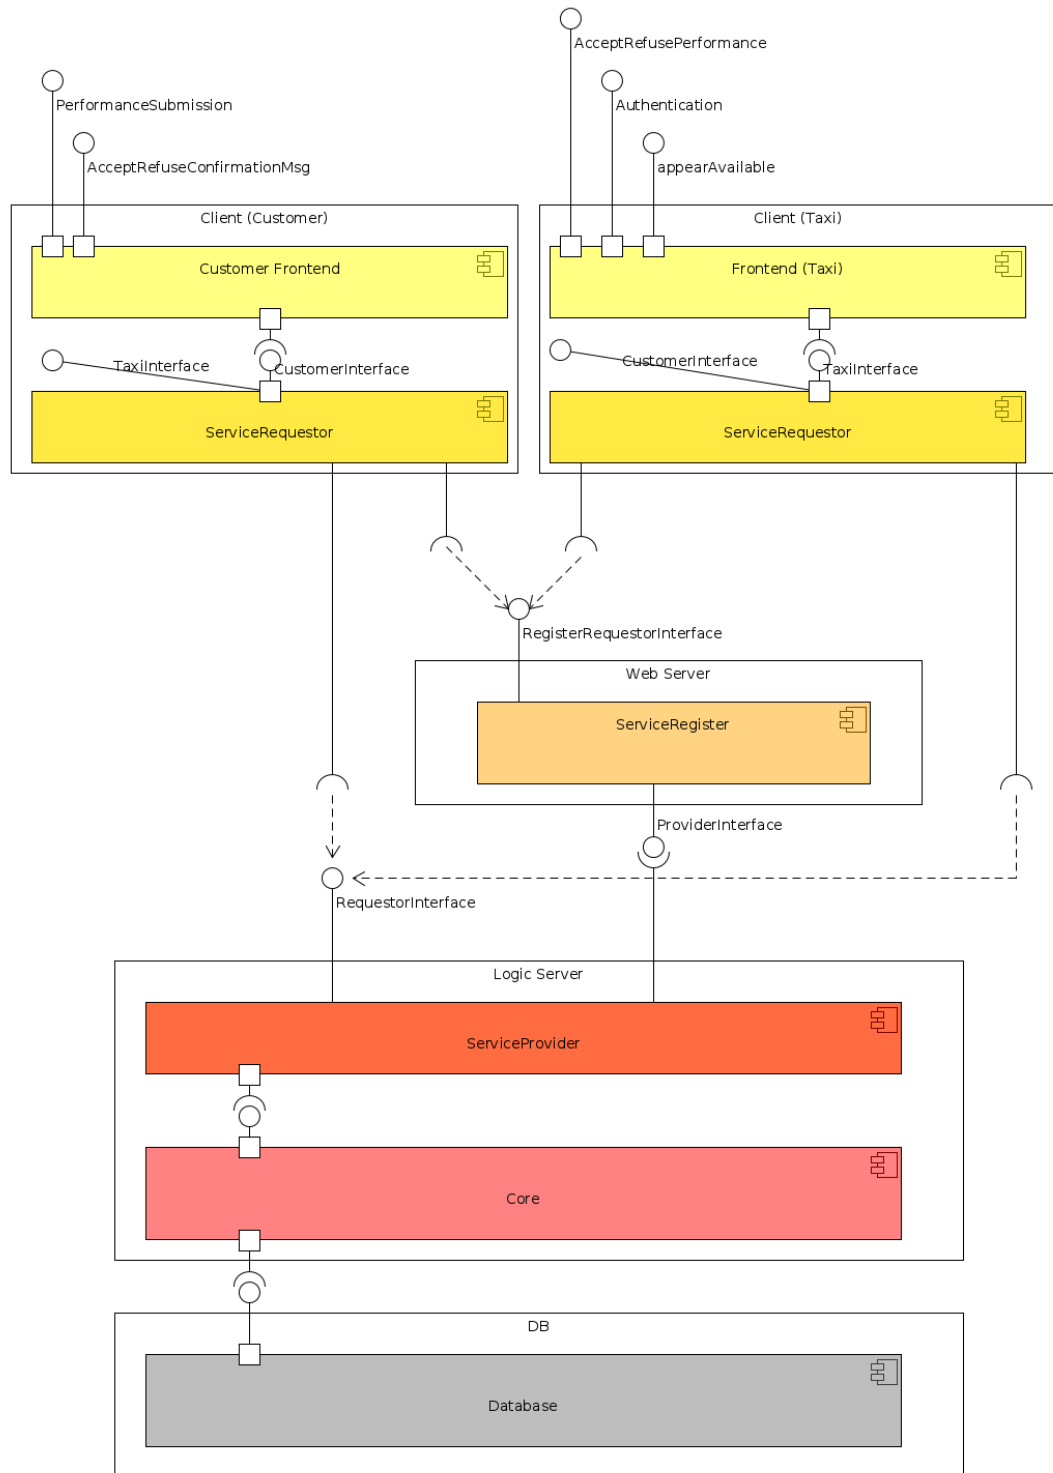 AcceptRefusePerformance
PerformanceSubmission
Authentication
AcceptRefuseConfirmationMsg
appearAvailable
Client (Customer)
Client (Taxi)
Customer Frontend
Frontend (Taxi)
TaxiInterface
CustomerInterface
CustomerInterface
TaxiInterface
ServiceRequestor
ServiceRequestor
RegisterRequestorInterface
Web Server
ServiceRegister
ProviderInterface
RequestorInterface
Logic Server
ServiceProvider
Core
DB
Database